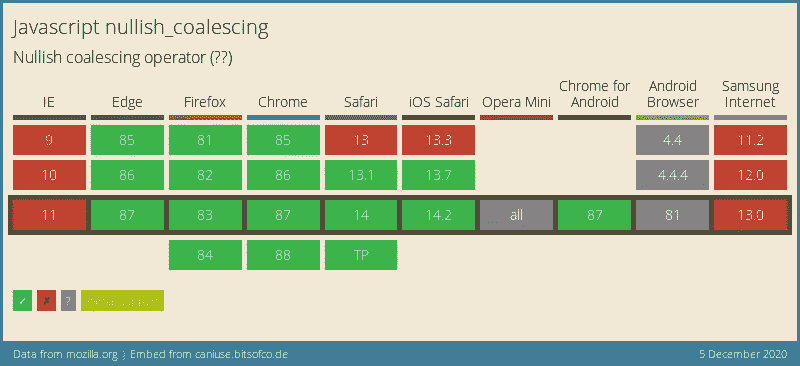 Javascript nullish_coalescing
Nullish coalescing operator (??)
IE Edge Firefox Chrome Safari iOS Safari Opera Mini Chrome for Android Android Browser Samsung Internet
9 85 81 85 13 13.3 4.4 11.2
10 86 82 86 13.1 13.7 4.4.4 12.0
11 87 83 87 14 14.2 all 87 81 13.0
84 88 TP
✓ ✗ ?
Data from mozilla.org | Embed from caniuse.bitsofco.de 5 December 2020